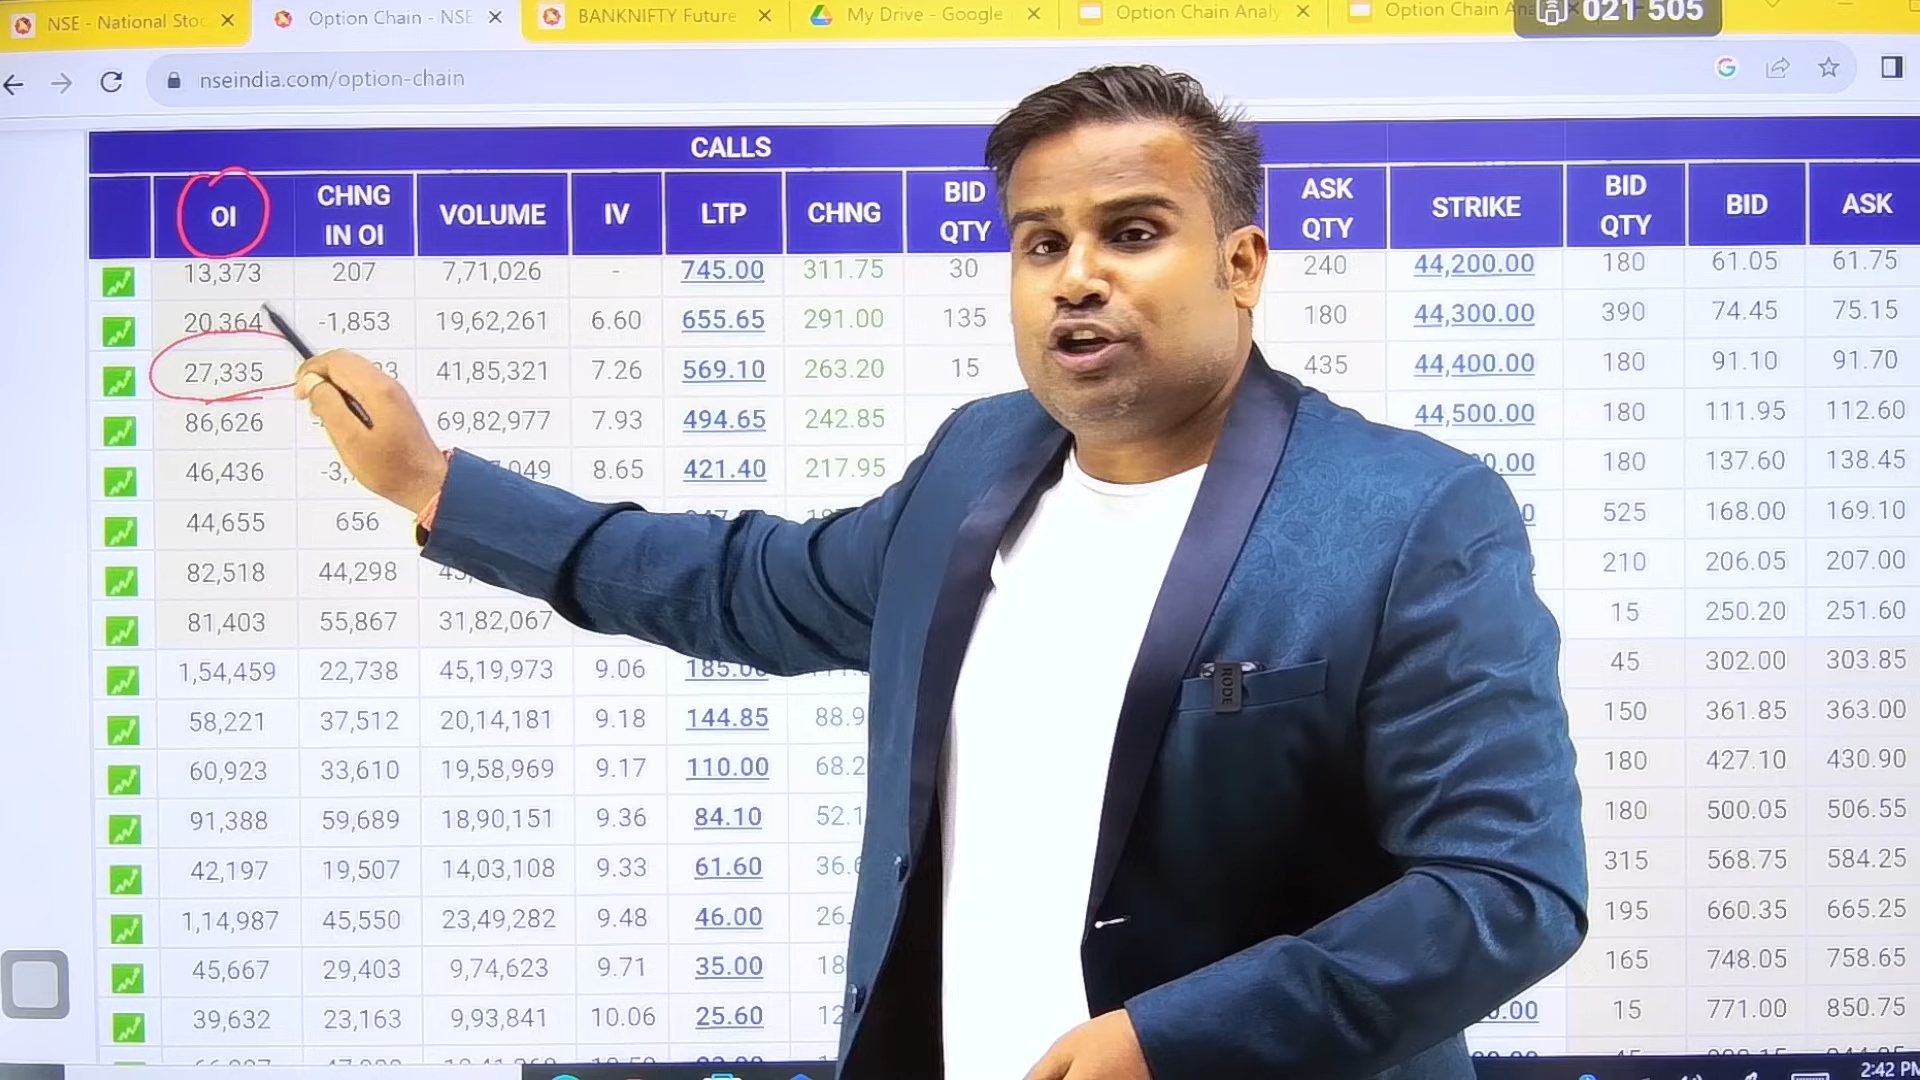 NSE - National Stoc
Option Chain - NSE
BANKNIFTY Future
My Drive - Google
Option Chain Analy
Option Chain Ana
021 505
nseindia.com/option-chain
CALLS
OI CHNG IN OI VOLUME IV LTP CHNG BID QTY ASK QTY STRIKE BID QTY BID ASK
13,373 207 7,71,026 - 745.00 311.75 30 240 44,200.00 180 61.05 61.75
20,364 -1,853 19,62,261 6.60 655.65 291.00 135 180 44,300.00 390 74.45 75.15
27,335 41,85,321 7.26 569.10 263.20 15 435 44,400.00 180 91.10 91.70
86,626 69,82,977 7.93 494.65 242.85 44,500.00 180 111.95 112.60
46,436 8.65 421.40 217.95 180 137.60 138.45
44,655 656 525 168.00 169.10
82,518 44,298 210 206.05 207.00
81,403 55,867 31,82,067 15 250.20 251.60
1,54,459 22,738 45,19,973 9.06 45 302.00 303.85
58,221 37,512 20,14,181 9.18 144.85 88.9 150 361.85 363.00
60,923 33,610 19,58,969 9.17 110.00 68.2 180 427.10 430.90
91,388 59,689 18,90,151 9.36 84.10 52.1 180 500.05 506.55
42,197 19,507 14,03,108 9.33 61.60 36. 315 568.75 584.25
1,14,987 45,550 23,49,282 9.48 46.00 26. 195 660.35 665.25
45,667 29,403 9,74,623 9.71 35.00 18 165 748.05 758.65
39,632 23,163 9,93,841 10.06 25.60 12 15 771.00 850.75
RODE
2:42 PM